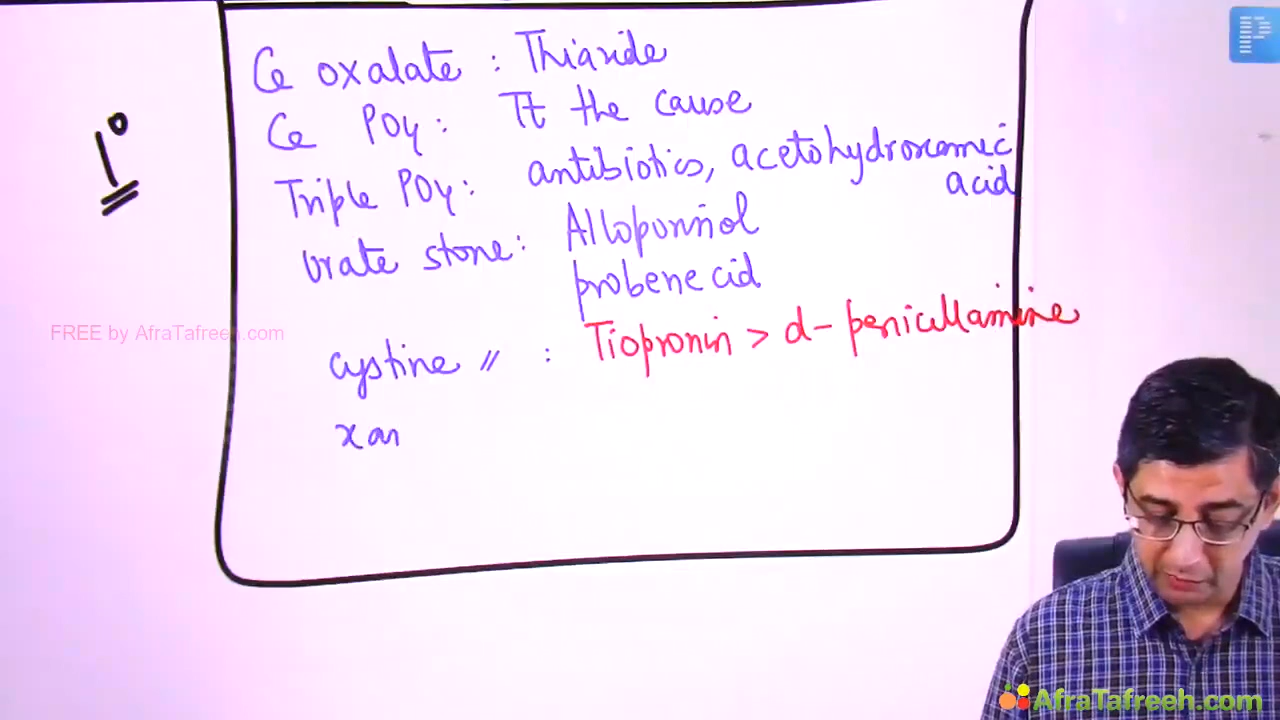 Ca oxalate : Thiazide
Ca PO4 : Tt the cause
Triple PO4 : antibiotics, acetohydroxamic acid
urate stone : Allopurinol
probenecid
cystine " : Tiopronin > d-penicillamine
xan
1°
FREE by AfraTafreeh.com
AfraTafreeh.com
P